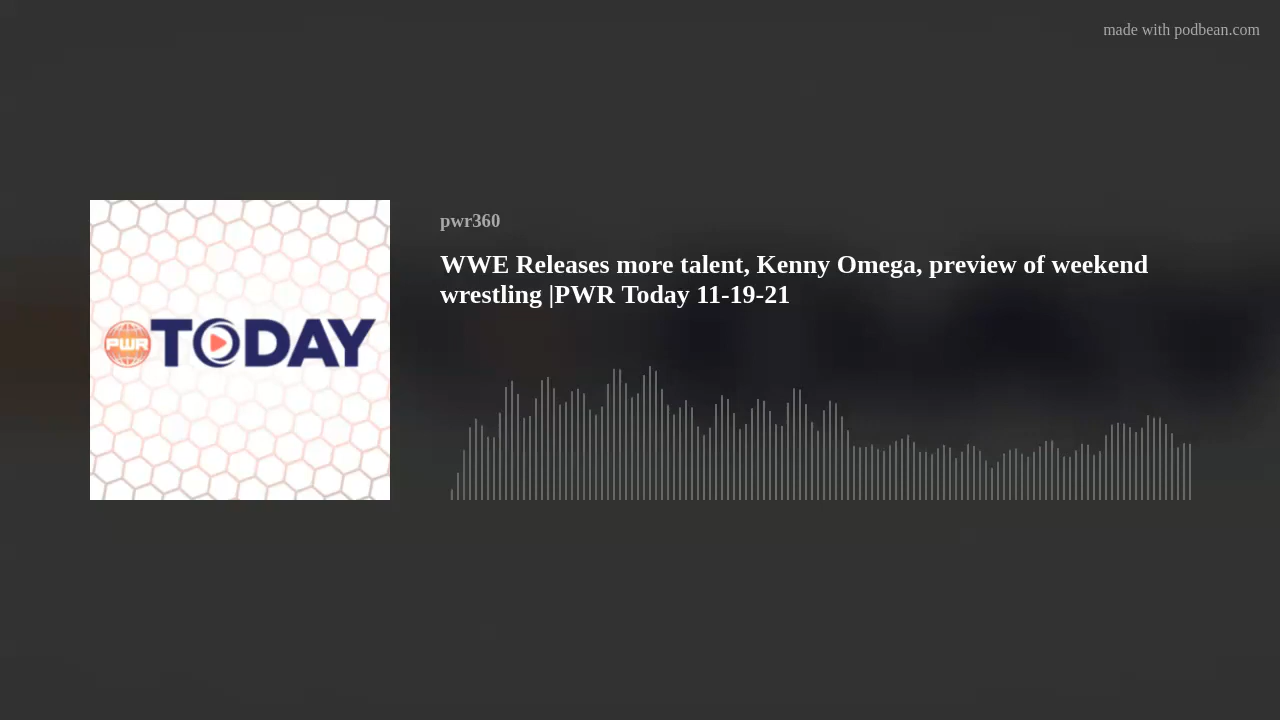 made with podbean.com
pwr360
WWE Releases more talent, Kenny Omega, preview of weekend
wrestling |PWR Today 11-19-21
PWR TODAY